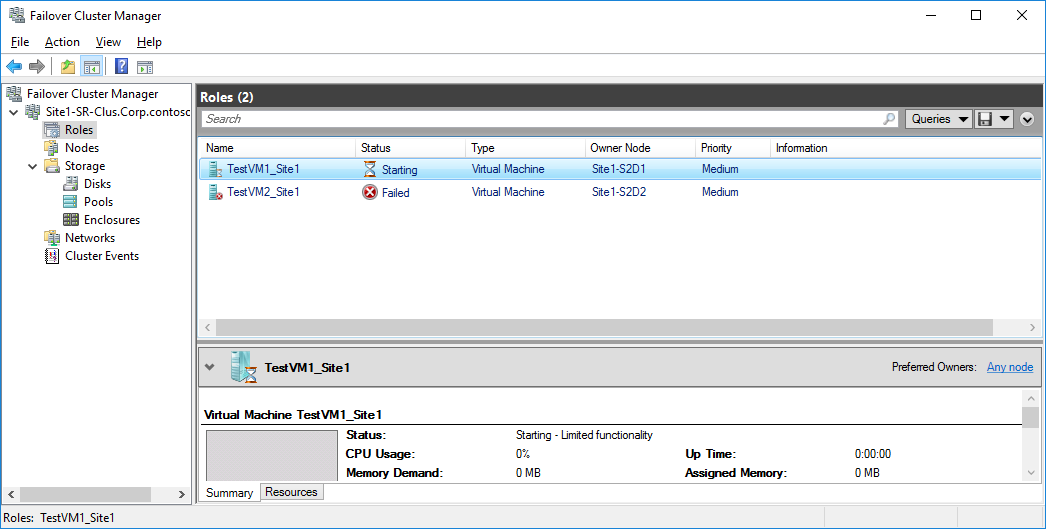 Failover Cluster Manager
File Action View Help
Failover Cluster Manager
Site1-SR-Clus.Corp.contosc
Roles
Nodes
Storage
Disks
Pools
Enclosures
Networks
Cluster Events
Roles (2)
Search
Queries
Name Status Type Owner Node Priority Information
TestVM1_Site1 Starting Virtual Machine Site1-S2D1 Medium
TestVM2_Site1 Failed Virtual Machine Site1-S2D2 Medium
TestVM1_Site1 Preferred Owners: Any node
Virtual Machine TestVM1_Site1
Status: Starting - Limited functionality
CPU Usage: 0% Up Time: 0:00:00
Memory Demand: 0 MB Assigned Memory: 0 MB
Summary Resources
Roles: TestVM1_Site1